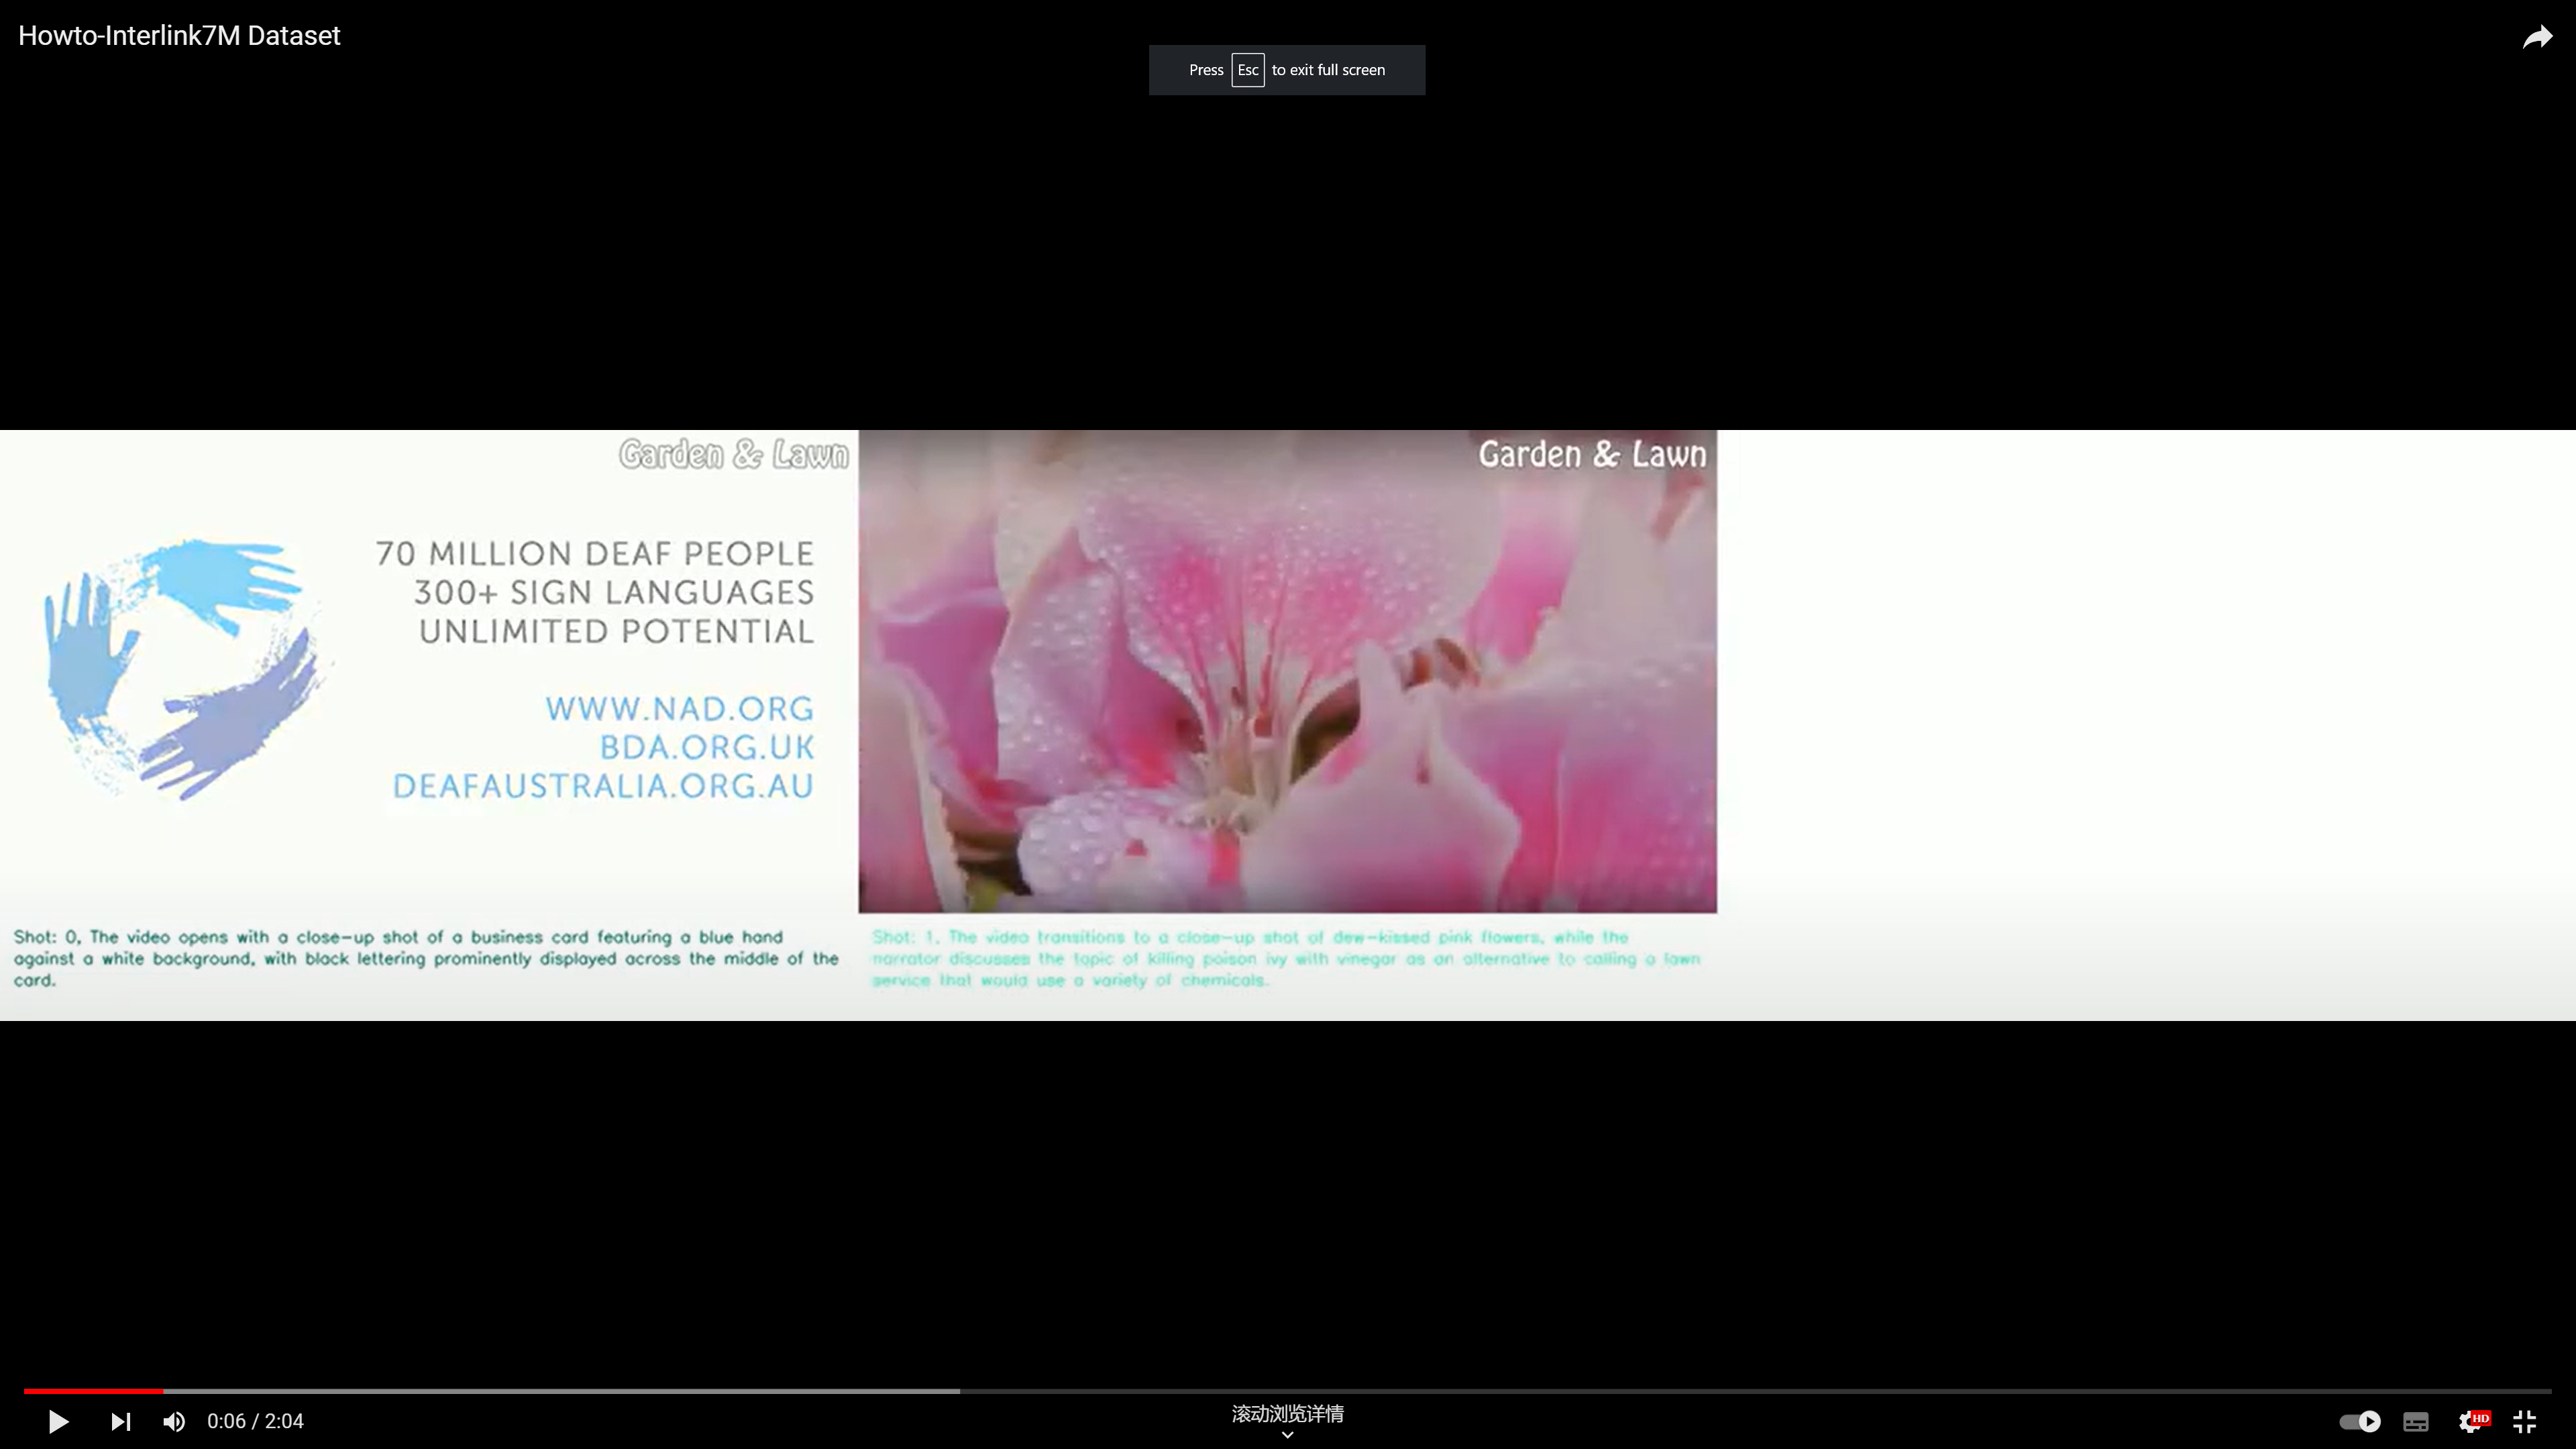 Howto-Interlink7M Dataset
Press Esc to exit full screen
Garden & Lawn
70 MILLION DEAF PEOPLE
300+ SIGN LANGUAGES
UNLIMITED POTENTIAL
WWW.NAD.ORG
BDA.ORG.UK
DEAFAUSTRALIA.ORG.AU
Shot: 0, The video opens with a close-up shot of a business card featuring a blue hand
against a white background, with black lettering prominently displayed across the middle of the
card.
Garden & Lawn
Shot: 1, The video transitions to a close-up shot of dew-kissed pink flowers, while the
narrator discusses the topic of killing poison ivy with vinegar as an alternative to calling a lawn
service that would use a variety of chemicals.
0:06 / 2:04
滚动浏览详情
HD